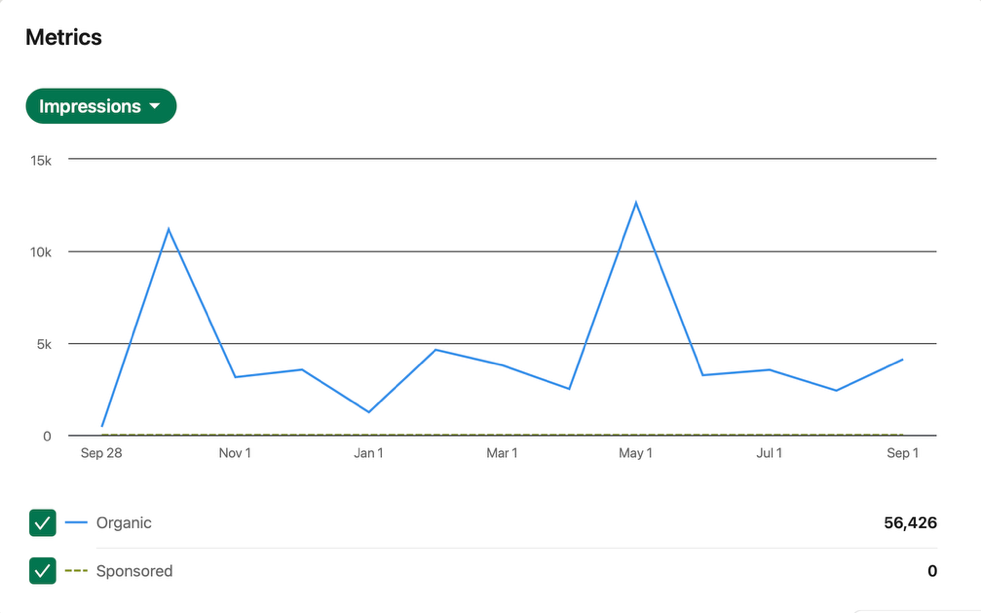 Metrics
Impressions
15k
10k
5k
0
Sep 28 Nov 1 Jan 1 Mar 1 May 1 Jul 1 Sep 1
Organic 56,426
Sponsored 0